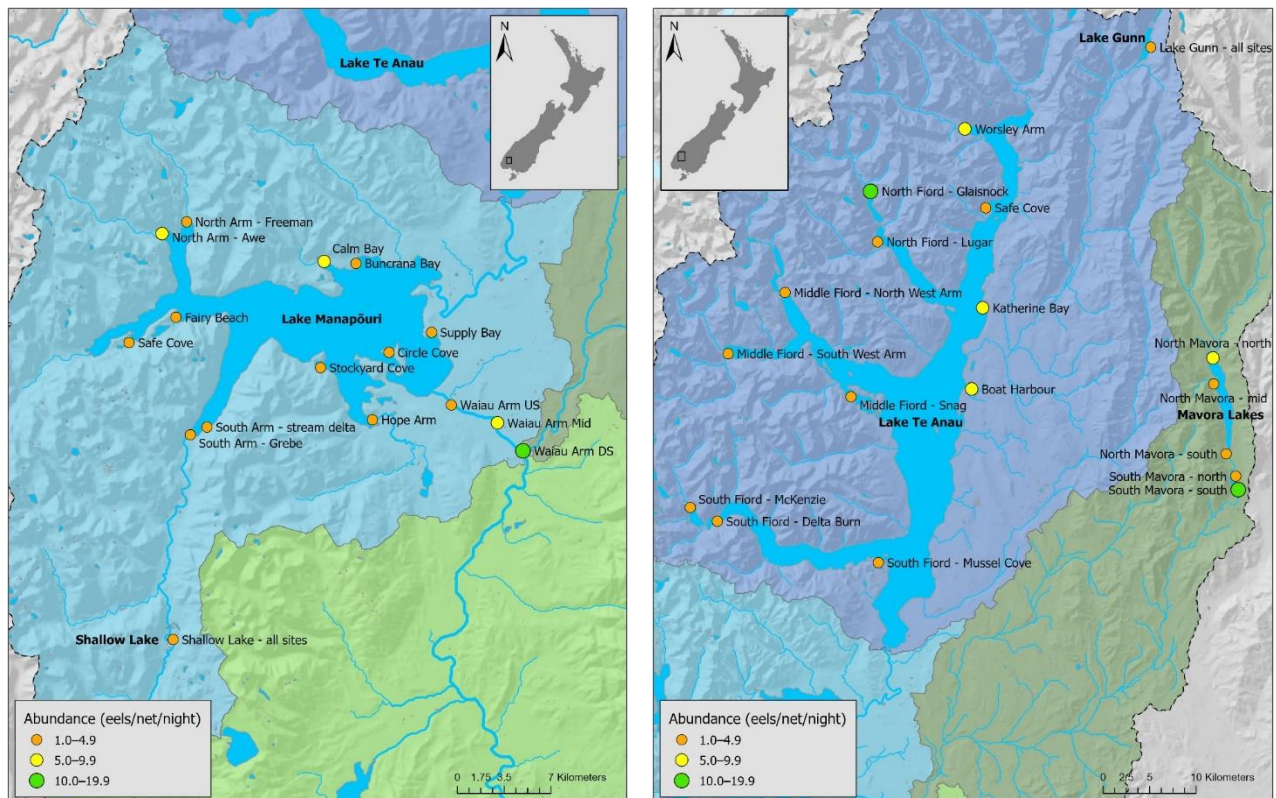 N
Lake Te Anau
North Arm - Freeman
North Arm - Awe
Calm Bay
Buncrana Bay
Fairy Beach
Lake Manapōuri
Supply Bay
Safe Cove
Circle Cove
Stockyard Cove
Waiau Arm US
Hope Arm
Waiau Arm Mid
South Arm - stream delta
South Arm - Grebe
Waiau Arm DS
Shallow Lake
Shallow Lake - all sites
Abundance (eels/net/night)
1.0–4.9
5.0–9.9
10.0–19.9
0 1.75 3.5 7 Kilometers
N
Lake Gunn
Lake Gunn - all sites
Worsley Arm
North Fiord - Glaisnock
Safe Cove
North Fiord - Lugar
Middle Fiord - North West Arm
Katherine Bay
Middle Fiord - South West Arm
North Mavora - north
Boat Harbour
North Mavora - mid
Middle Fiord - Snag
Mavora Lakes
Lake Te Anau
North Mavora - south
South Mavora - north
South Mavora - south
South Fiord - McKenzie
South Fiord - Delta Burn
South Fiord - Mussel Cove
Abundance (eels/net/night)
1.0–4.9
5.0–9.9
10.0–19.9
0 2.5 5 10 Kilometers